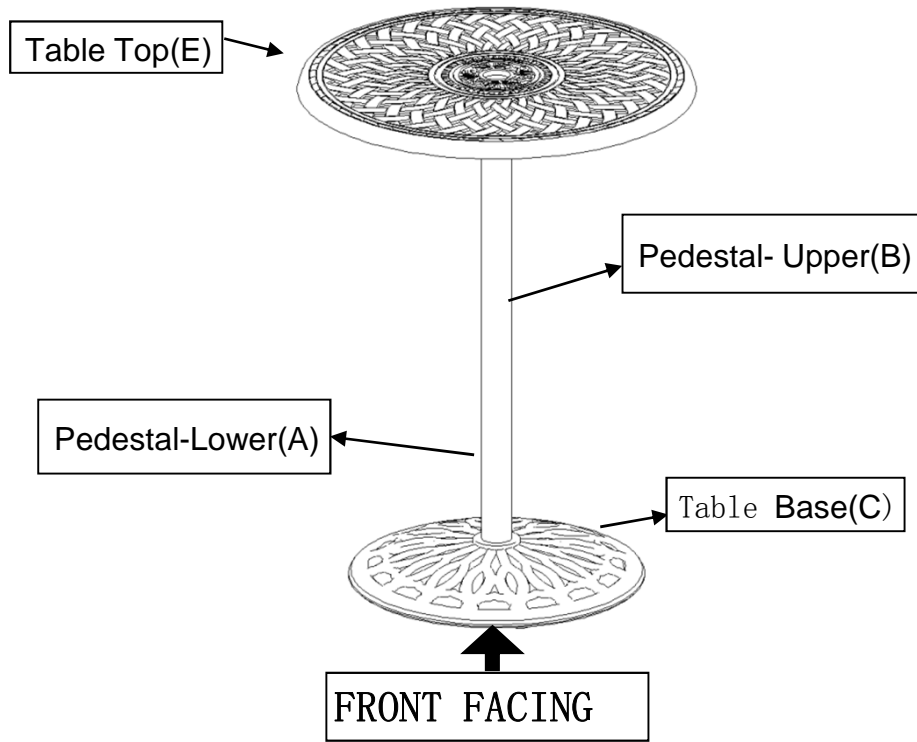 Table Top(E)
Pedestal- Upper(B)
Pedestal-Lower(A)
Table Base(C)
FRONT FACING